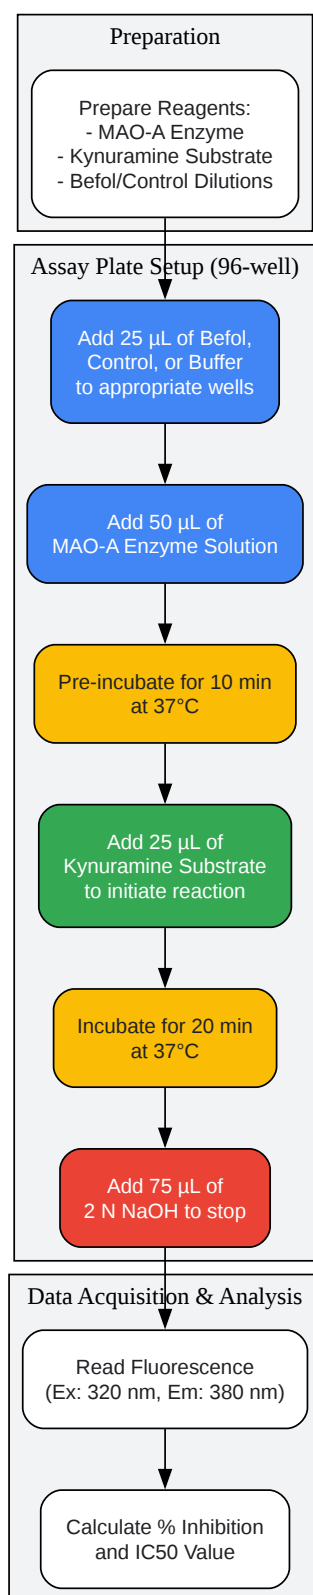 Preparation
Prepare Reagents:
- MAO-A Enzyme
- Kynuramine Substrate
- Befol/Control Dilutions
Assay Plate Setup (96-well)
Add 25 µL of Befol,
Control, or Buffer
to appropriate wells
Add 50 µL of
MAO-A Enzyme Solution
Pre-incubate for 10 min
at 37°C
Add 25 µL of
Kynuramine Substrate
to initiate reaction
Incubate for 20 min
at 37°C
Add 75 µL of
2 N NaOH to stop
Data Acquisition & Analysis
Read Fluorescence
(Ex: 320 nm, Em: 380 nm)
Calculate % Inhibition
and IC50 Value